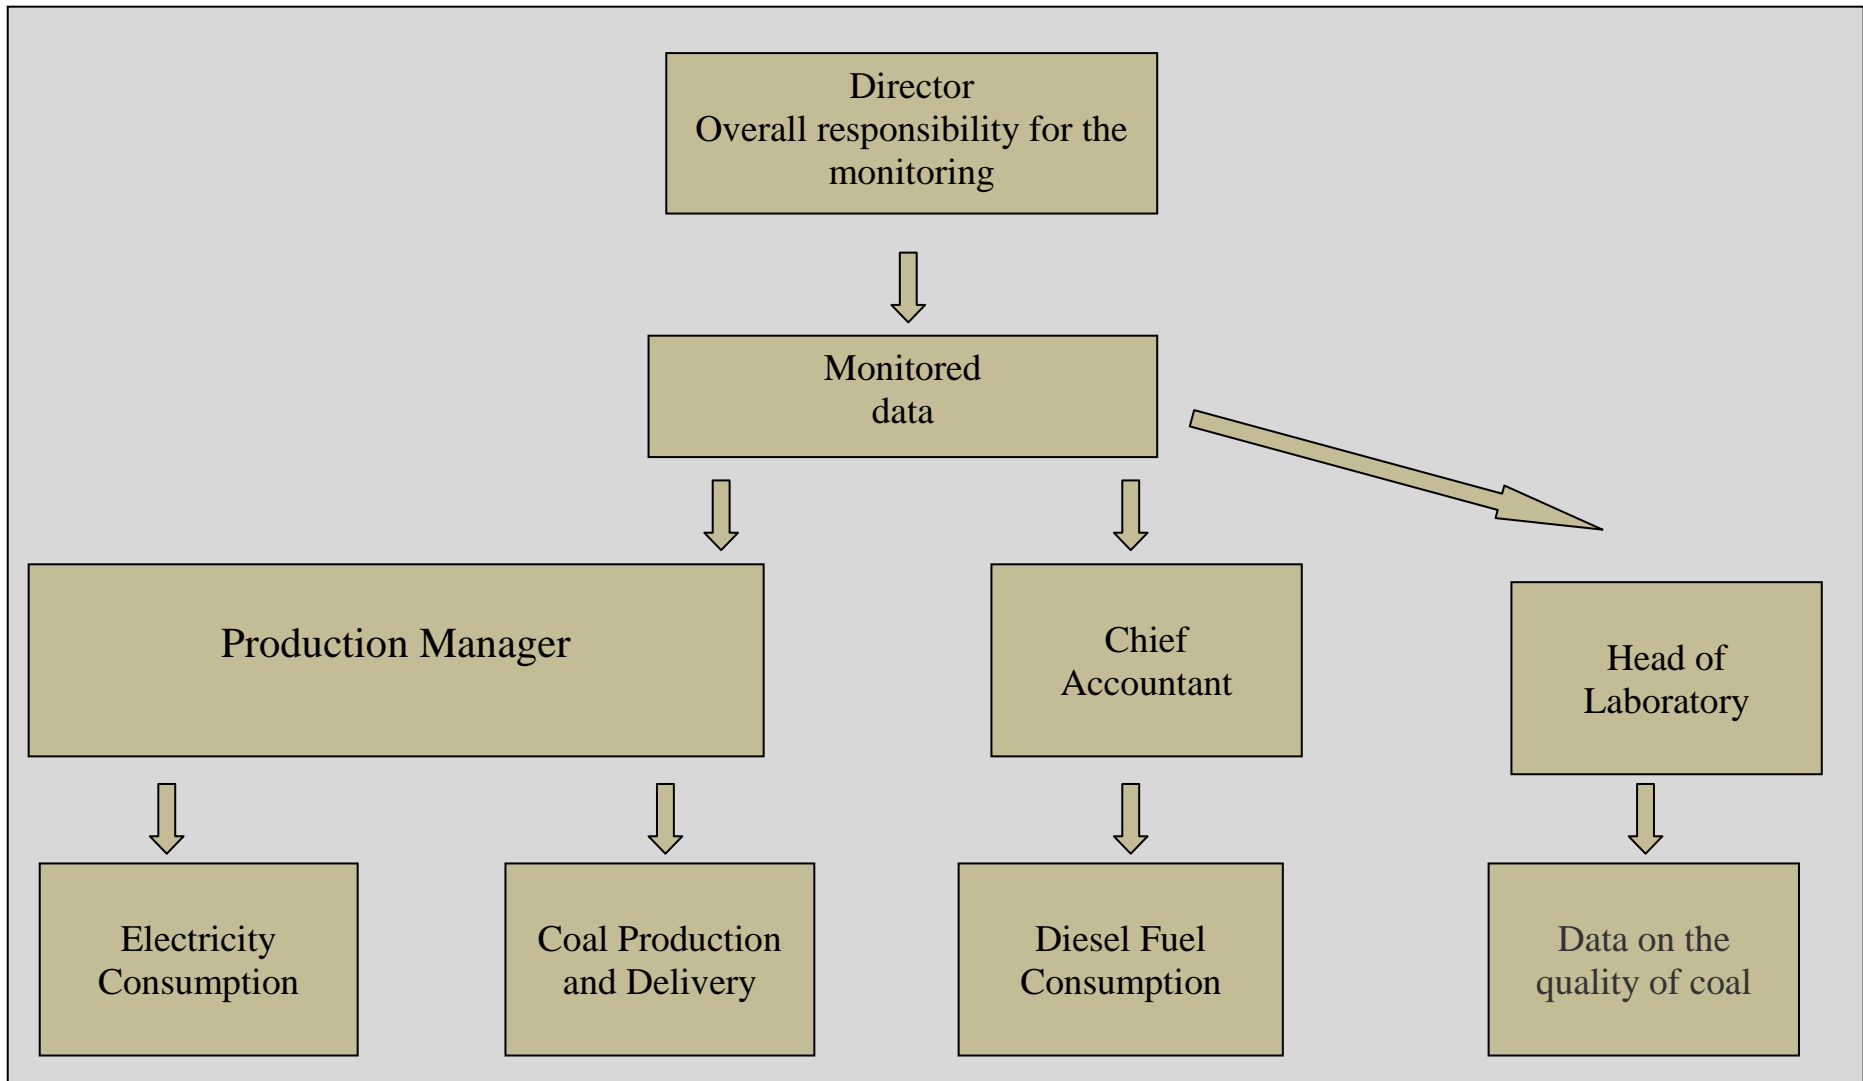 Director
Overall responsibility for the
monitoring
Monitored
data
Production Manager
Chief
Accountant
Head of
Laboratory
Electricity
Consumption
Coal Production
and Delivery
Diesel Fuel
Consumption
Data on the
quality of coal